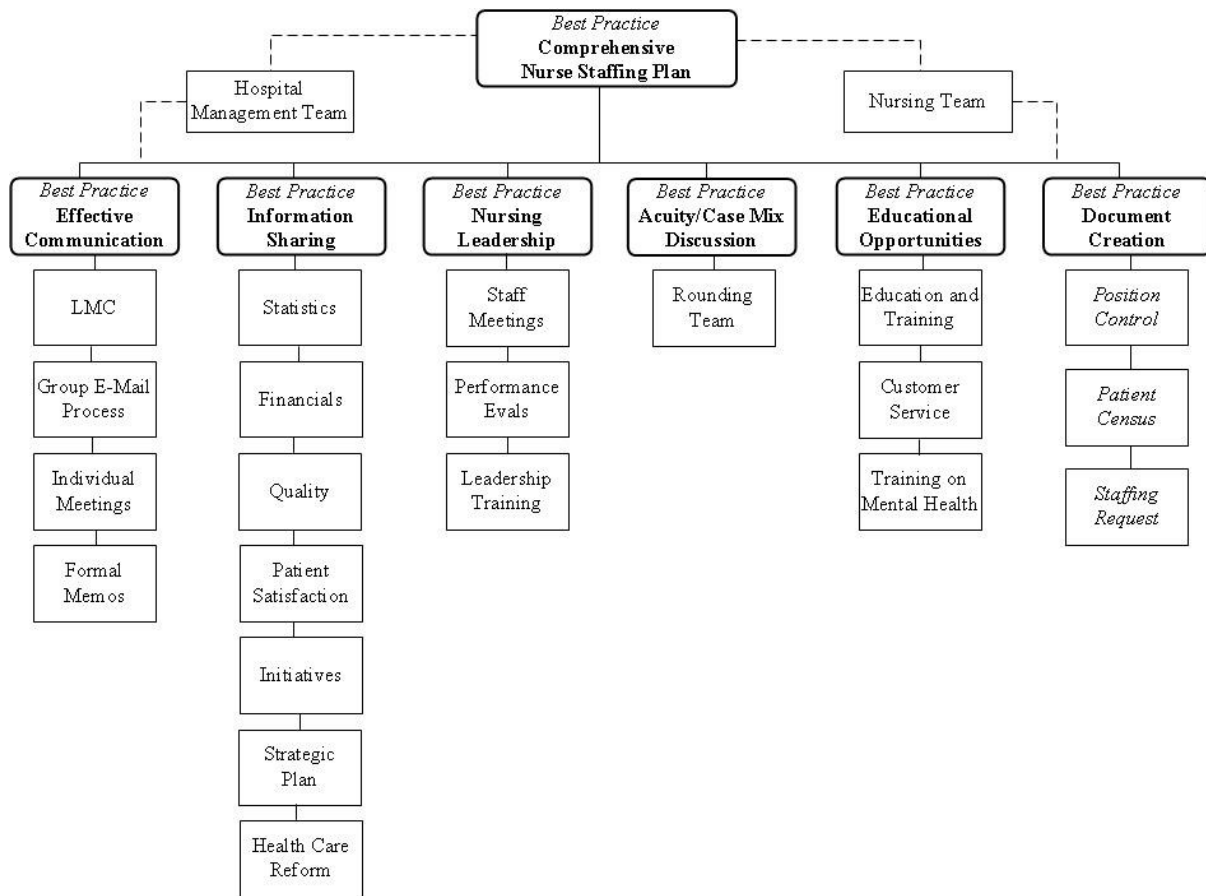 Best Practice
Comprehensive
Nurse Staffing Plan
Hospital
Management Team
Nursing Team
Best Practice
Effective
Communication
Best Practice
Information
Sharing
Best Practice
Nursing
Leadership
Best Practice
Acuity/Case Mix
Discussion
Best Practice
Educational
Opportunities
Best Practice
Document
Creation
LMC
Group E-Mail
Process
Individual
Meetings
Formal
Memos
Statistics
Financials
Quality
Patient
Satisfaction
Initiatives
Strategic
Plan
Health Care
Reform
Staff
Meetings
Performance
Evals
Leadership
Training
Rounding
Team
Education and
Training
Customer
Service
Training on
Mental Health
Position
Control
Patient
Census
Staffing
Request